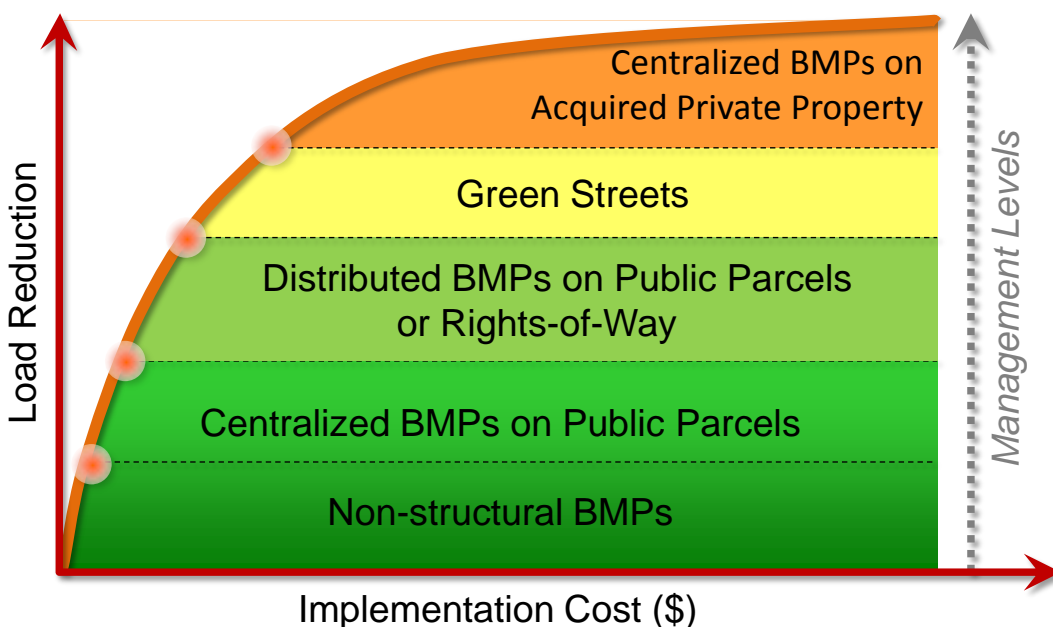 Centralized BMPs on
Acquired Private Property
Green Streets
Distributed BMPs on Public Parcels
or Rights-of-Way
Centralized BMPs on Public Parcels
Non-structural BMPs
Load Reduction
Management Levels
Implementation Cost ($)